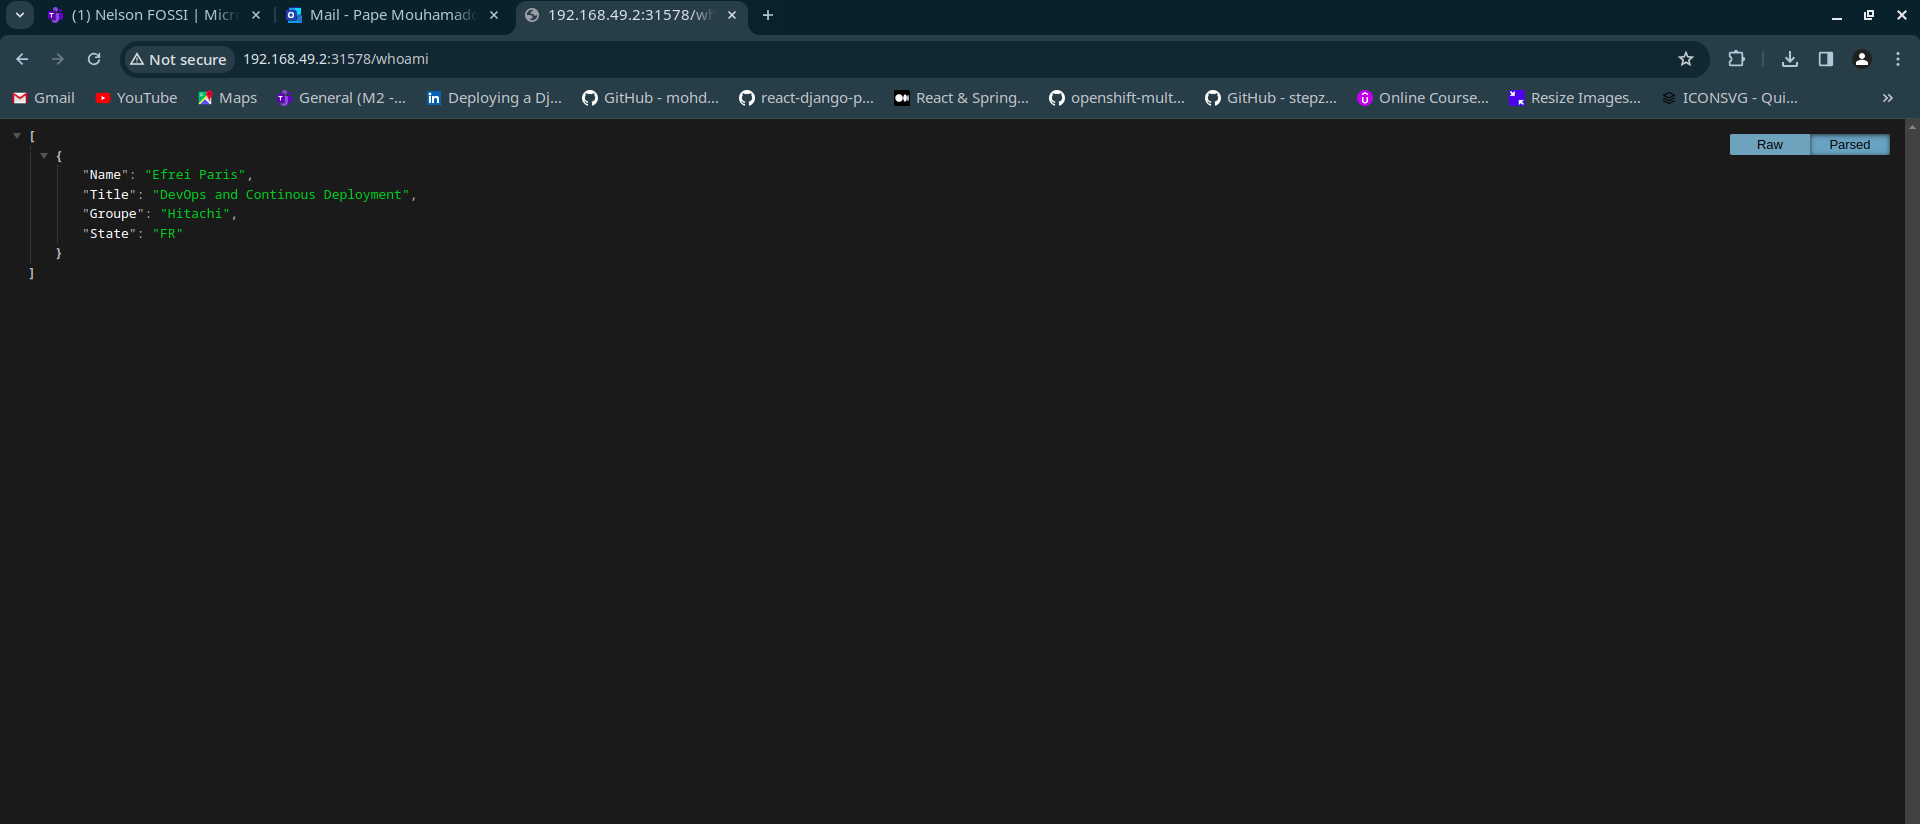 (1) Nelson FOSSI | Micr
Mail - Pape Mouhamad
192.168.49.2:31578/wh
Not secure
192.168.49.2:31578/whoami
Gmail
YouTube
Maps
General (M2 -...
Deploying a Dj...
GitHub - mohd...
react-django-p...
React & Spring...
openshift-mult...
GitHub - stepz...
Online Course...
Resize Images...
ICONSVG - Qui...
»
Raw
Parsed
[
{
"Name": "Efrei Paris",
"Title": "DevOps and Continous Deployment",
"Groupe": "Hitachi",
"State": "FR"
}
]